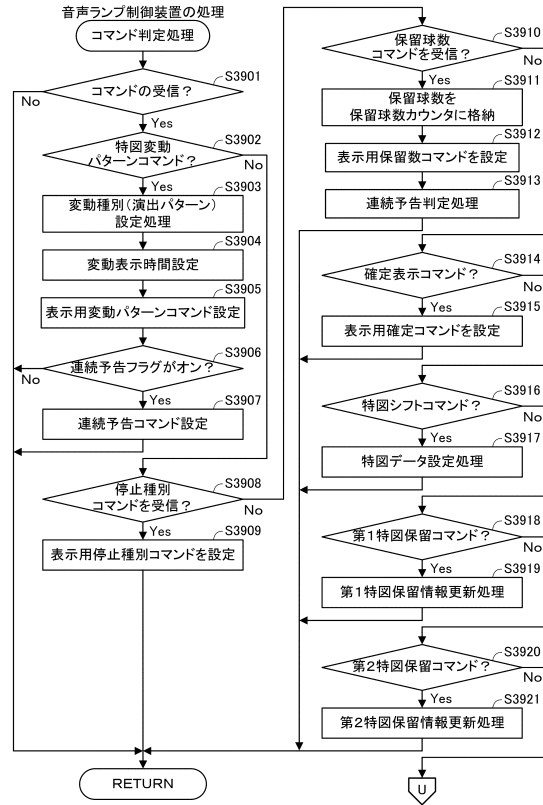 音声ランプ制御装置の処理
コマンド判定処理
S3901
コマンドの受信？
No
Yes
S3902
特図変動
パターンコマンド？
No
Yes
S3903
変動種別（演出パターン）
設定処理
S3904
変動表示時間設定
S3905
表示用変動パターンコマンド設定
S3906
連続予告フラグがオン？
No
Yes
S3907
連続予告コマンド設定
S3908
停止種別
コマンドを受信？
No
Yes
S3909
表示用停止種別コマンドを設定
RETURN
S3910
保留球数
コマンドを受信？
No
Yes
S3911
保留球数を
保留球数カウンタに格納
S3912
表示用保留数コマンドを設定
S3913
連続予告判定処理
S3914
確定表示コマンド？
No
Yes
S3915
表示用確定コマンドを設定
S3916
特図シフトコマンド？
No
Yes
S3917
特図データ設定処理
S3918
第1特図保留コマンド？
No
Yes
S3919
第1特図保留情報更新処理
S3920
第2特図保留コマンド？
No
Yes
S3921
第2特図保留情報更新処理
U